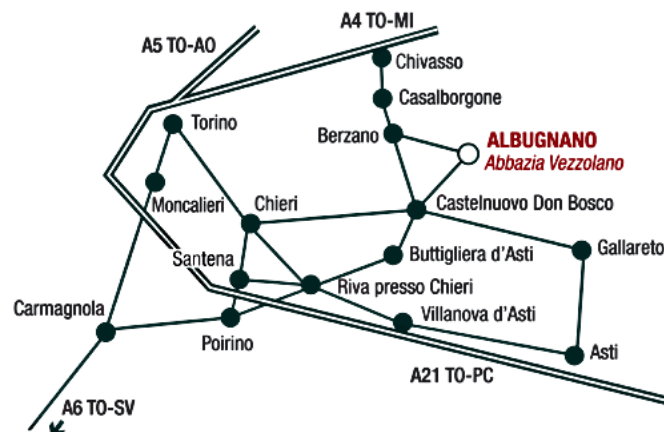 A5 TO-AO
A4 TO-MI
Chivasso
Casalborgone
Torino
Berzano
ALBUGNANO
Abbazia Vezzolano
Moncalieri
Chieri
Castelnuovo Don Bosco
Santena
Buttigliera d'Asti
Gallareto
Riva presso Chieri
Carmagnola
Villanova d'Asti
Poirino
Asti
A21 TO-PC
A6 TO-SV